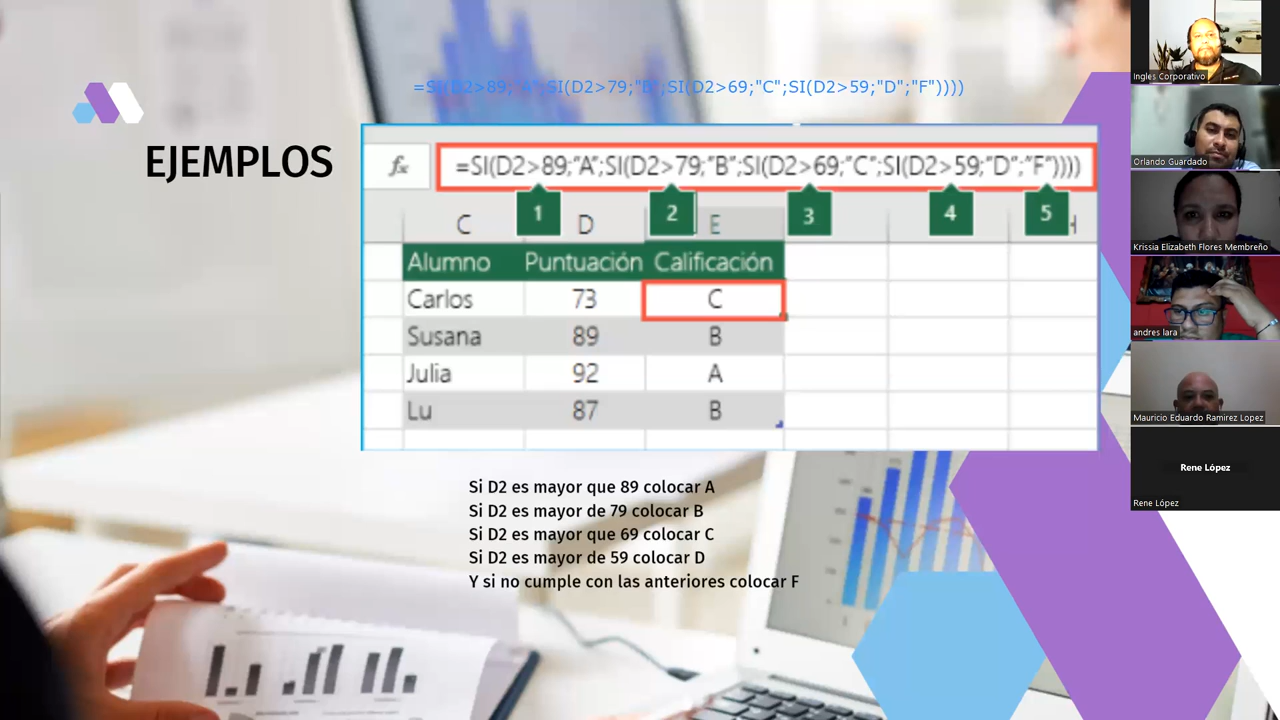 =SI(D2>89;"A";SI(D2>79;"B";SI(D2>69;"C";SI(D2>59;"D";"F"))))
EJEMPLOS
fx =SI(D2>89;"A";SI(D2>79;"B";SI(D2>69;"C";SI(D2>59;"D";"F"))))
1 2 3 4 5
C D E H
Alumno Puntuación Calificación
Carlos 73 C
Susana 89 B
Julia 92 A
Lu 87 B
Si D2 es mayor que 89 colocar A
Si D2 es mayor de 79 colocar B
Si D2 es mayor que 69 colocar C
Si D2 es mayor de 59 colocar D
Y si no cumple con las anteriores colocar F
Ingles Corporativo
Orlando Guardado
Krissia Elizabeth Flores Membreño
andres lara
Mauricio Eduardo Ramirez Lopez
Rene López
Rene López